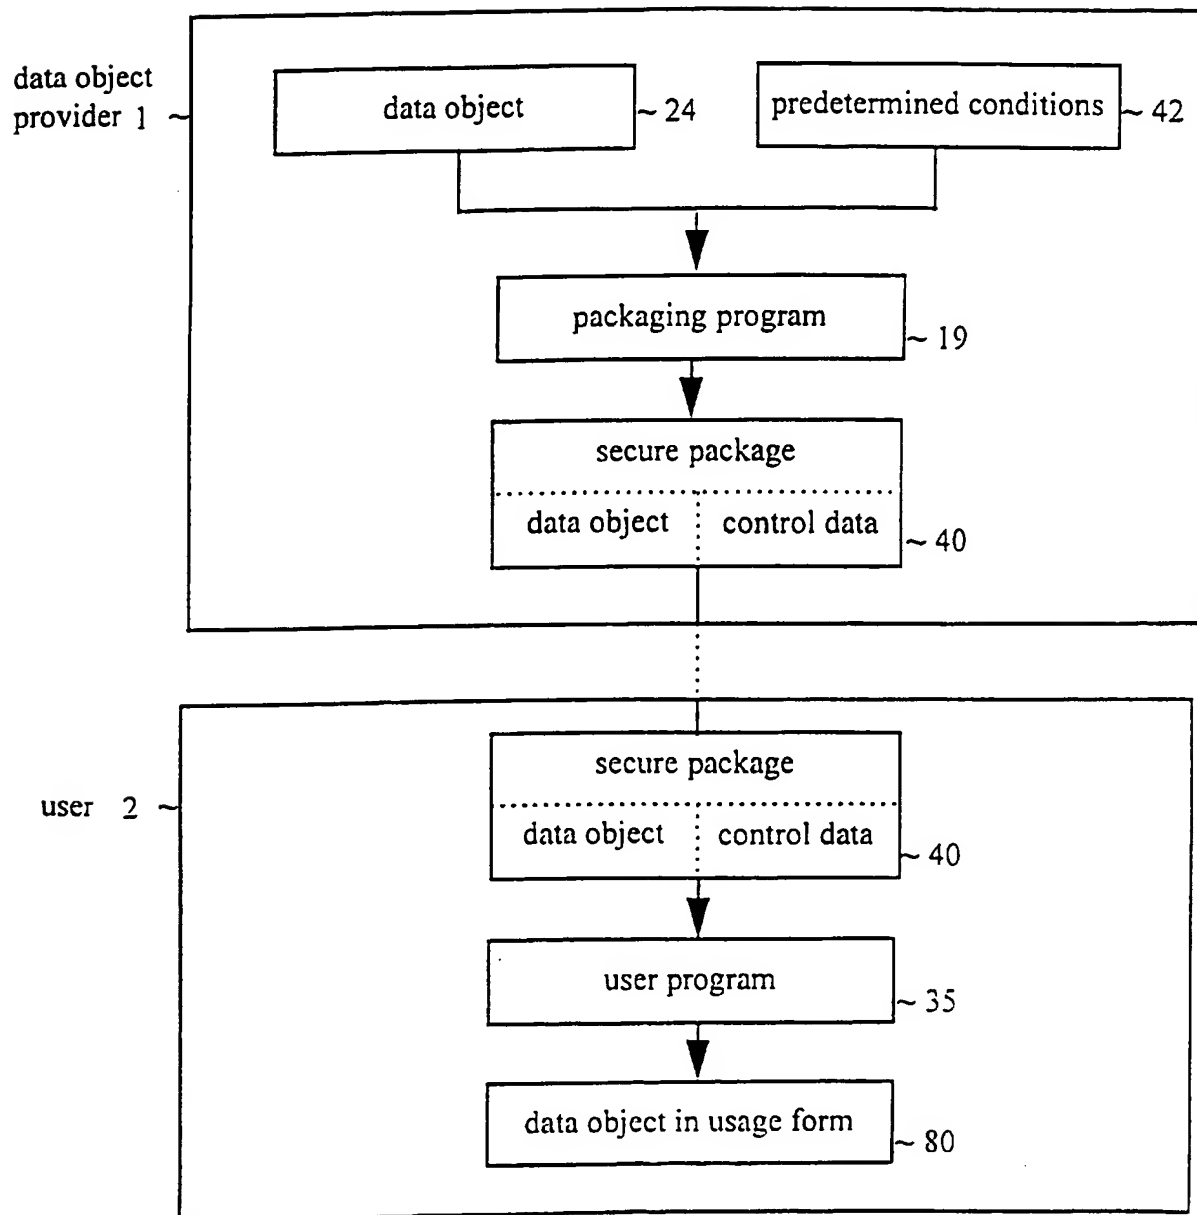 data object
provider 1 ~
data object ~ 24
predetermined conditions ~ 42
packaging program ~ 19
secure package
data object control data ~ 40
user 2 ~
secure package
data object control data ~ 40
user program ~ 35
data object in usage form ~ 80